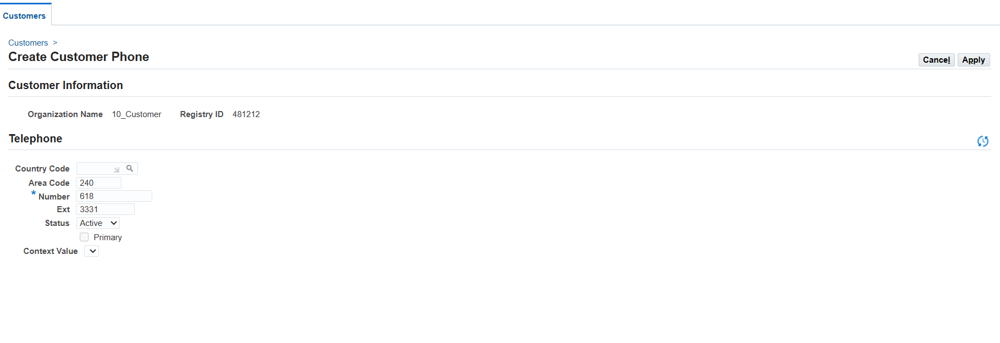 Customers
Customers >
Create Customer Phone
Cancel Apply
Customer Information
Organization Name 10_Customer Registry ID 481212
Telephone
Country Code
Area Code 240
* Number 618
Ext 3331
Status Active
Primary
Context Value